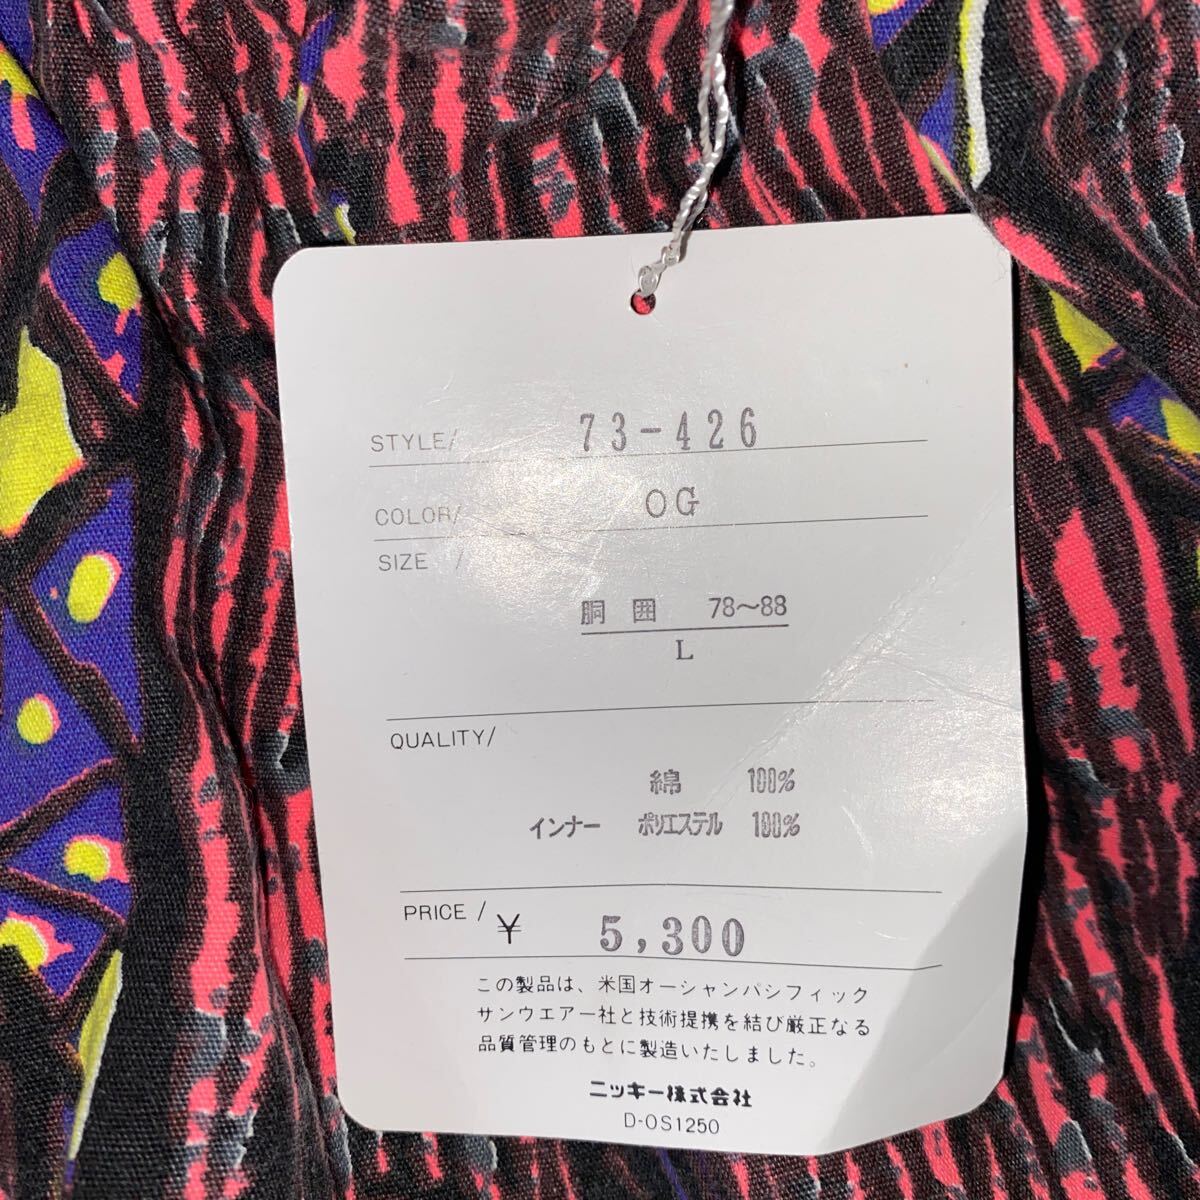 STYLE/ 73-426
COLOR/ OG
SIZE /
胴囲 78～88
L
QUALITY/
綿 100%
インナー ポリエステル 100%
PRICE / ¥ 5,300
この製品は、米国オーシャンパシフィック
サンウエアー社と技術提携を結び厳正なる
品質管理のもとに製造いたしました。
ニッキー株式会社
D-OS1250